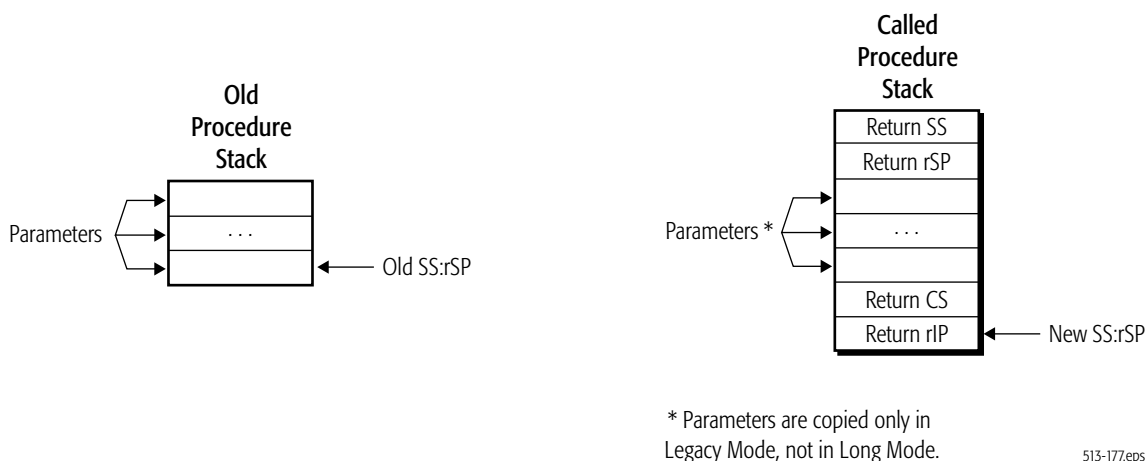 Old
Procedure
Stack
Parameters
. . .
Old SS:rSP
Called
Procedure
Stack
Return SS
Return rSP
Parameters *
. . .
Return CS
Return rIP
New SS:rSP
* Parameters are copied only in
Legacy Mode, not in Long Mode.
513-177.eps